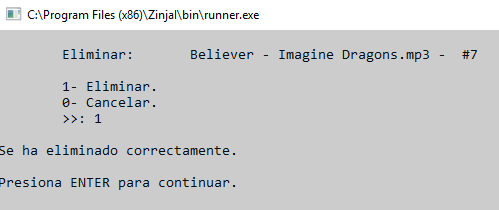 C:\Program Files (x86)\Zinjal\bin\runner.exe
Eliminar: Believer - Imagine Dragons.mp3 - #7
1- Eliminar.
0- Cancelar.
>>: 1
Se ha eliminado correctamente.
Presiona ENTER para continuar.